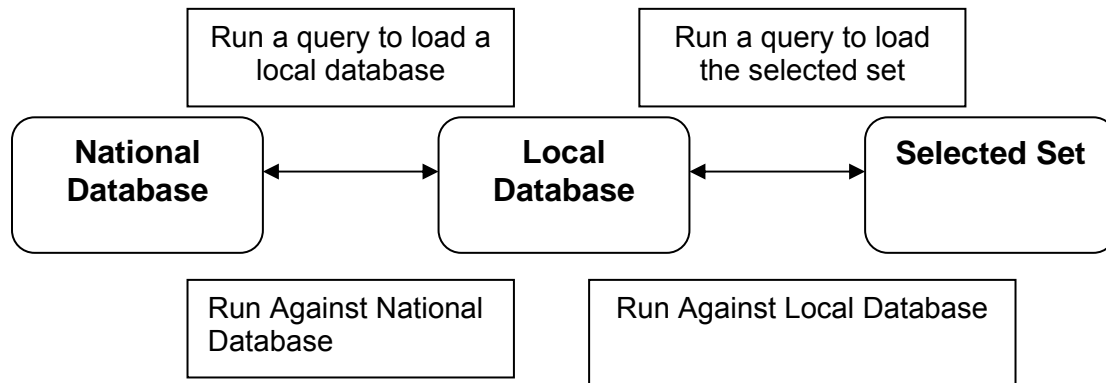 Run a query to load a
local database
Run a query to load
the selected set
National
Database
Local
Database
Selected Set
Run Against National
Database
Run Against Local Database